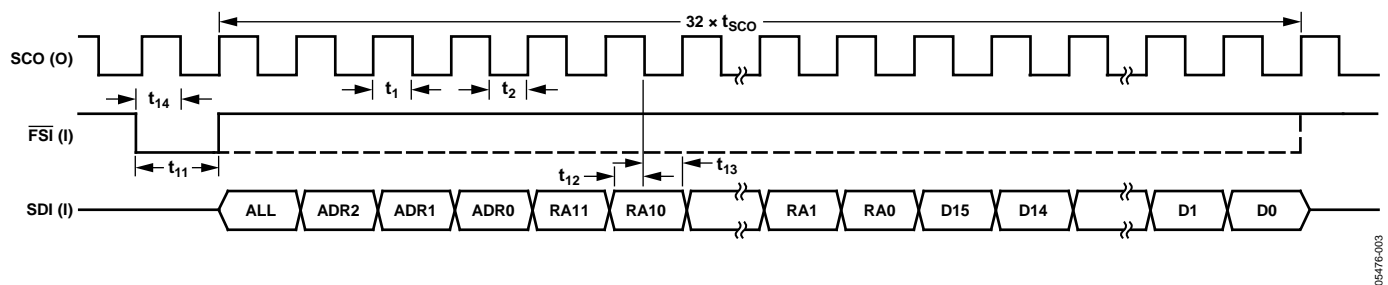 32 × tSCO
SCO (O)
t14
t1
t2
FSI (I)
t11
t12
t13
SDI (I)
ALL
ADR2
ADR1
ADR0
RA11
RA10
RA1
RA0
D15
D14
D1
D0
05476-003